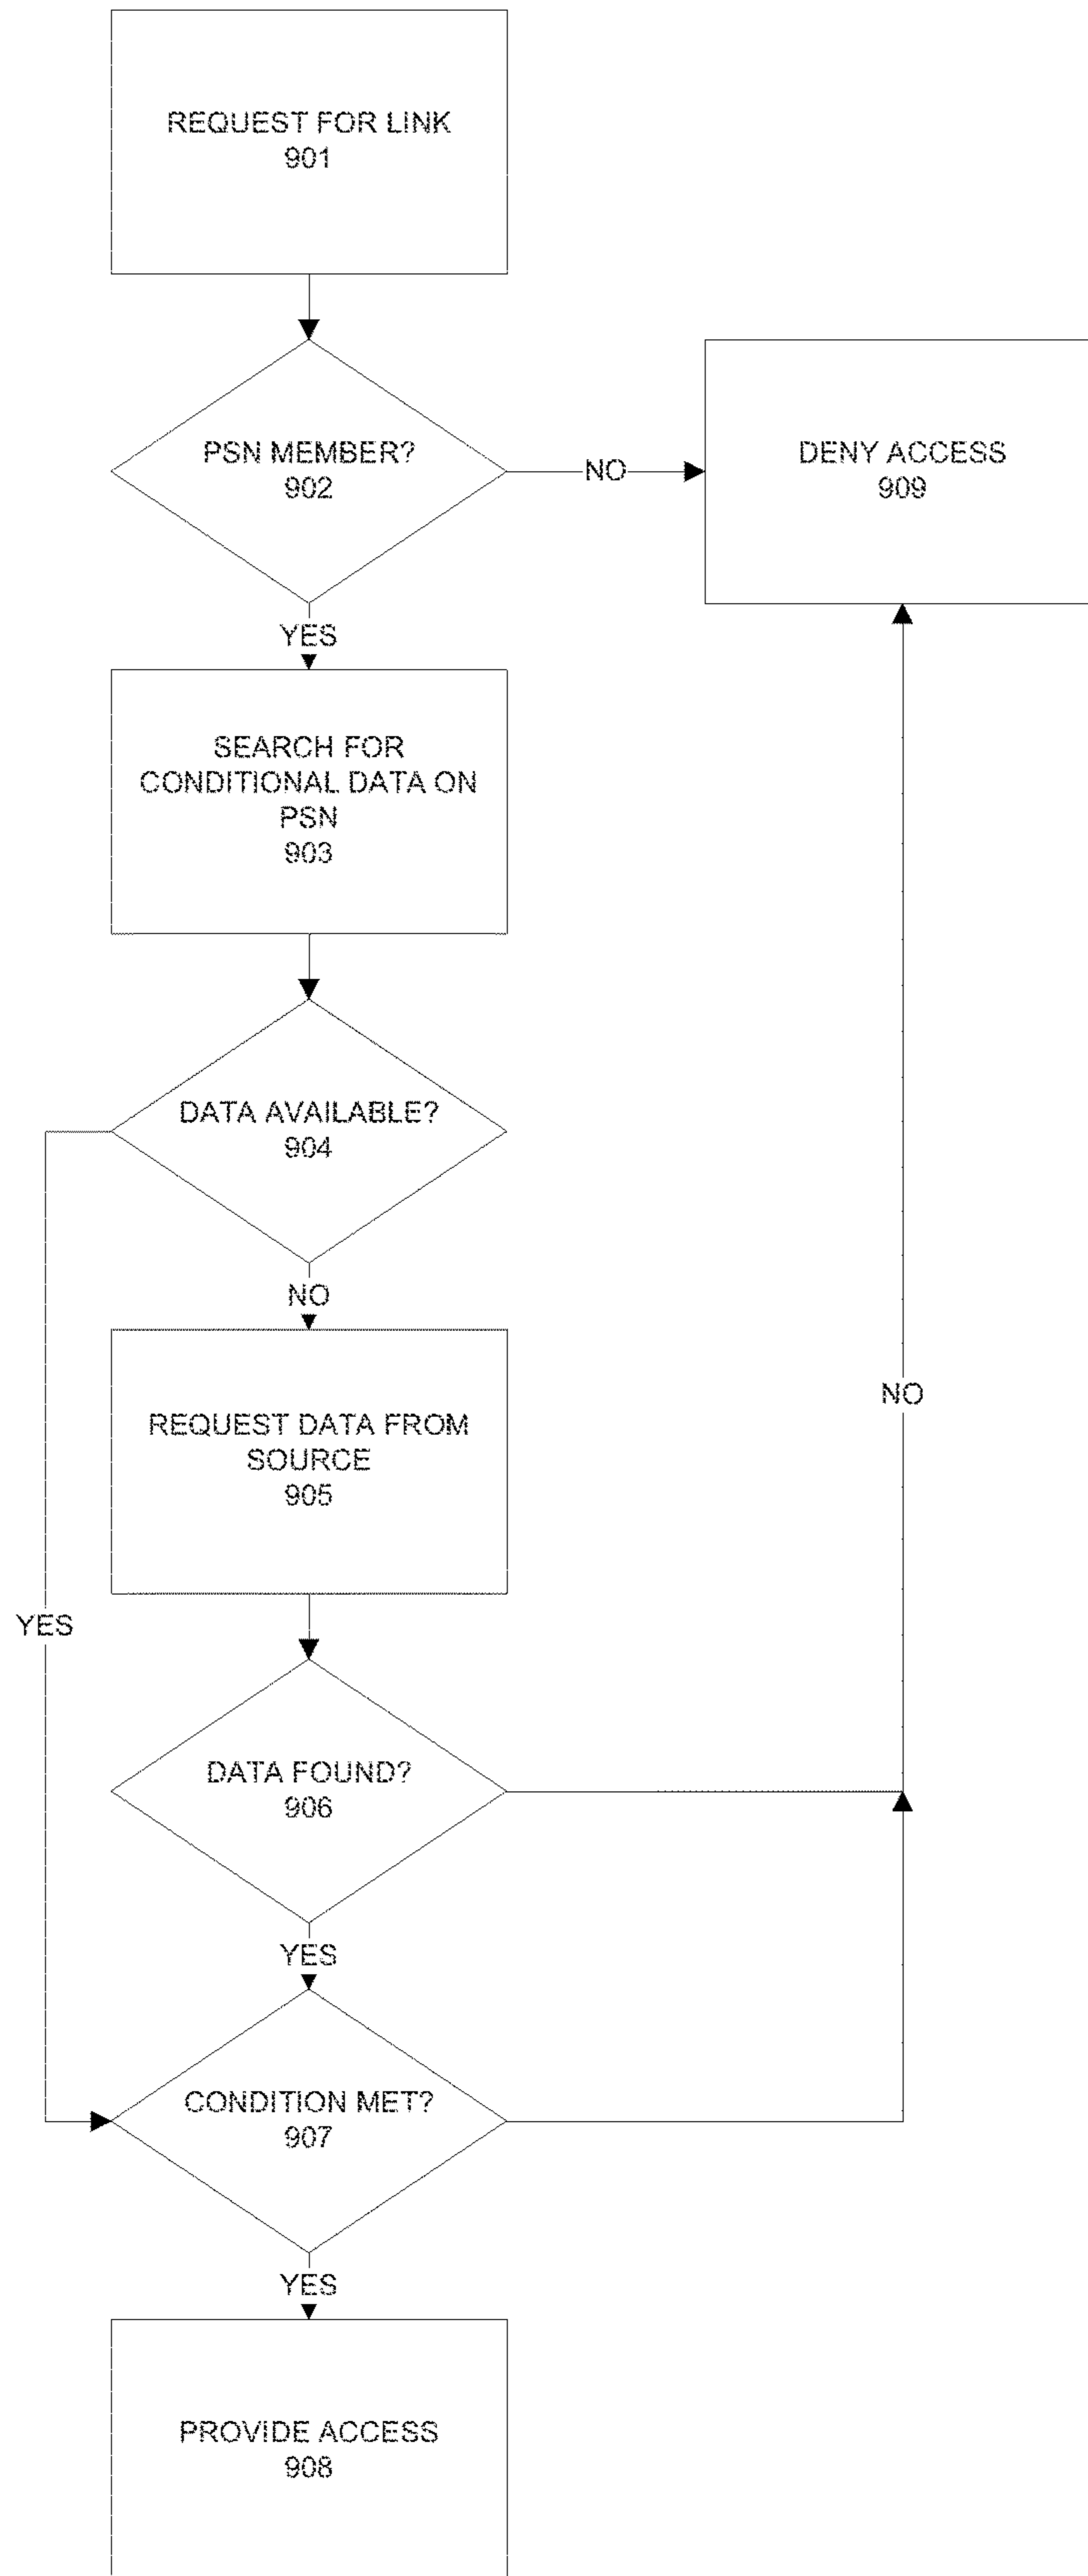 REQUEST FOR LINK
901
PSN MEMBER?
902
NO
DENY ACCESS
909
YES
SEARCH FOR
CONDITIONAL DATA ON
PSN
903
DATA AVAILABLE?
904
NO
NO
REQUEST DATA FROM
SOURCE
905
YES
DATA FOUND?
906
YES
CONDITION MET?
907
YES
PROVIDE ACCESS
908